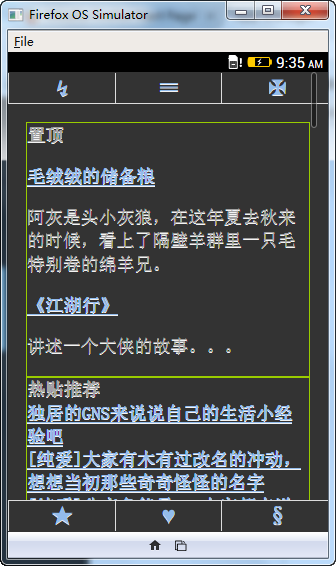 Firefox OS Simulator
File
9:35 AM
置顶
毛绒绒的储备粮
阿灰是头小灰狼，在这年夏去秋来
的时候，看上了隔壁羊群里一只毛
特别卷的绵羊兄。
《江湖行》
讲述一个大侠的故事。。。
热贴推荐
独唇的GNS来说说自己的生活小经
验吧
[纯爱]大家有木有过改名的冲动，
想想当初那些奇奇怪怪的名字